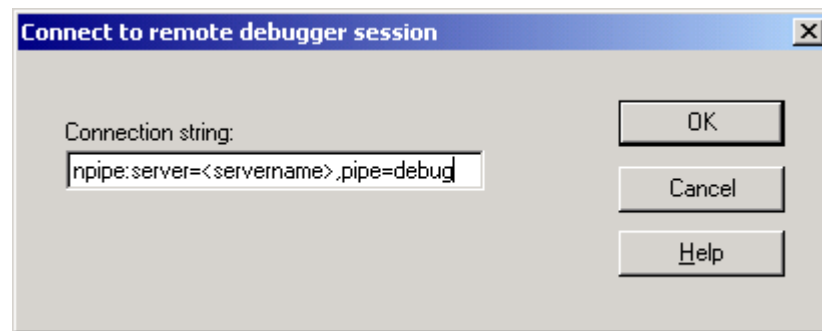 Connect to remote debugger session
Connection string:
npipe:server=<servername>,pipe=debug
OK
Cancel
Help